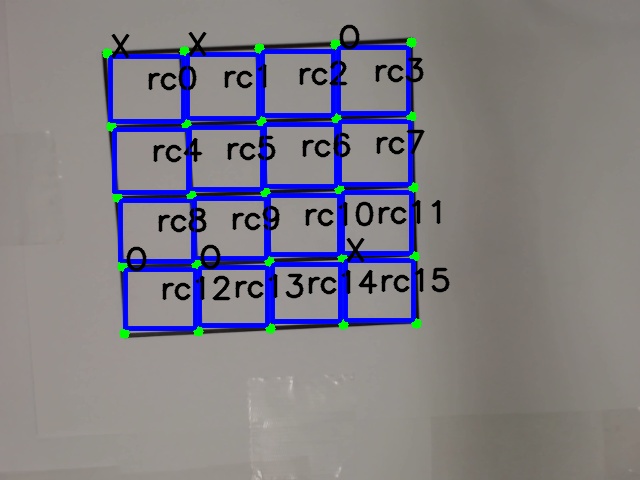 X X O
rc0 rc1 rc2 rc3
rc4 rc5 rc6 rc7
rc8 rc9 rc10 rc11
O O X
rc12 rc13 rc14 rc15